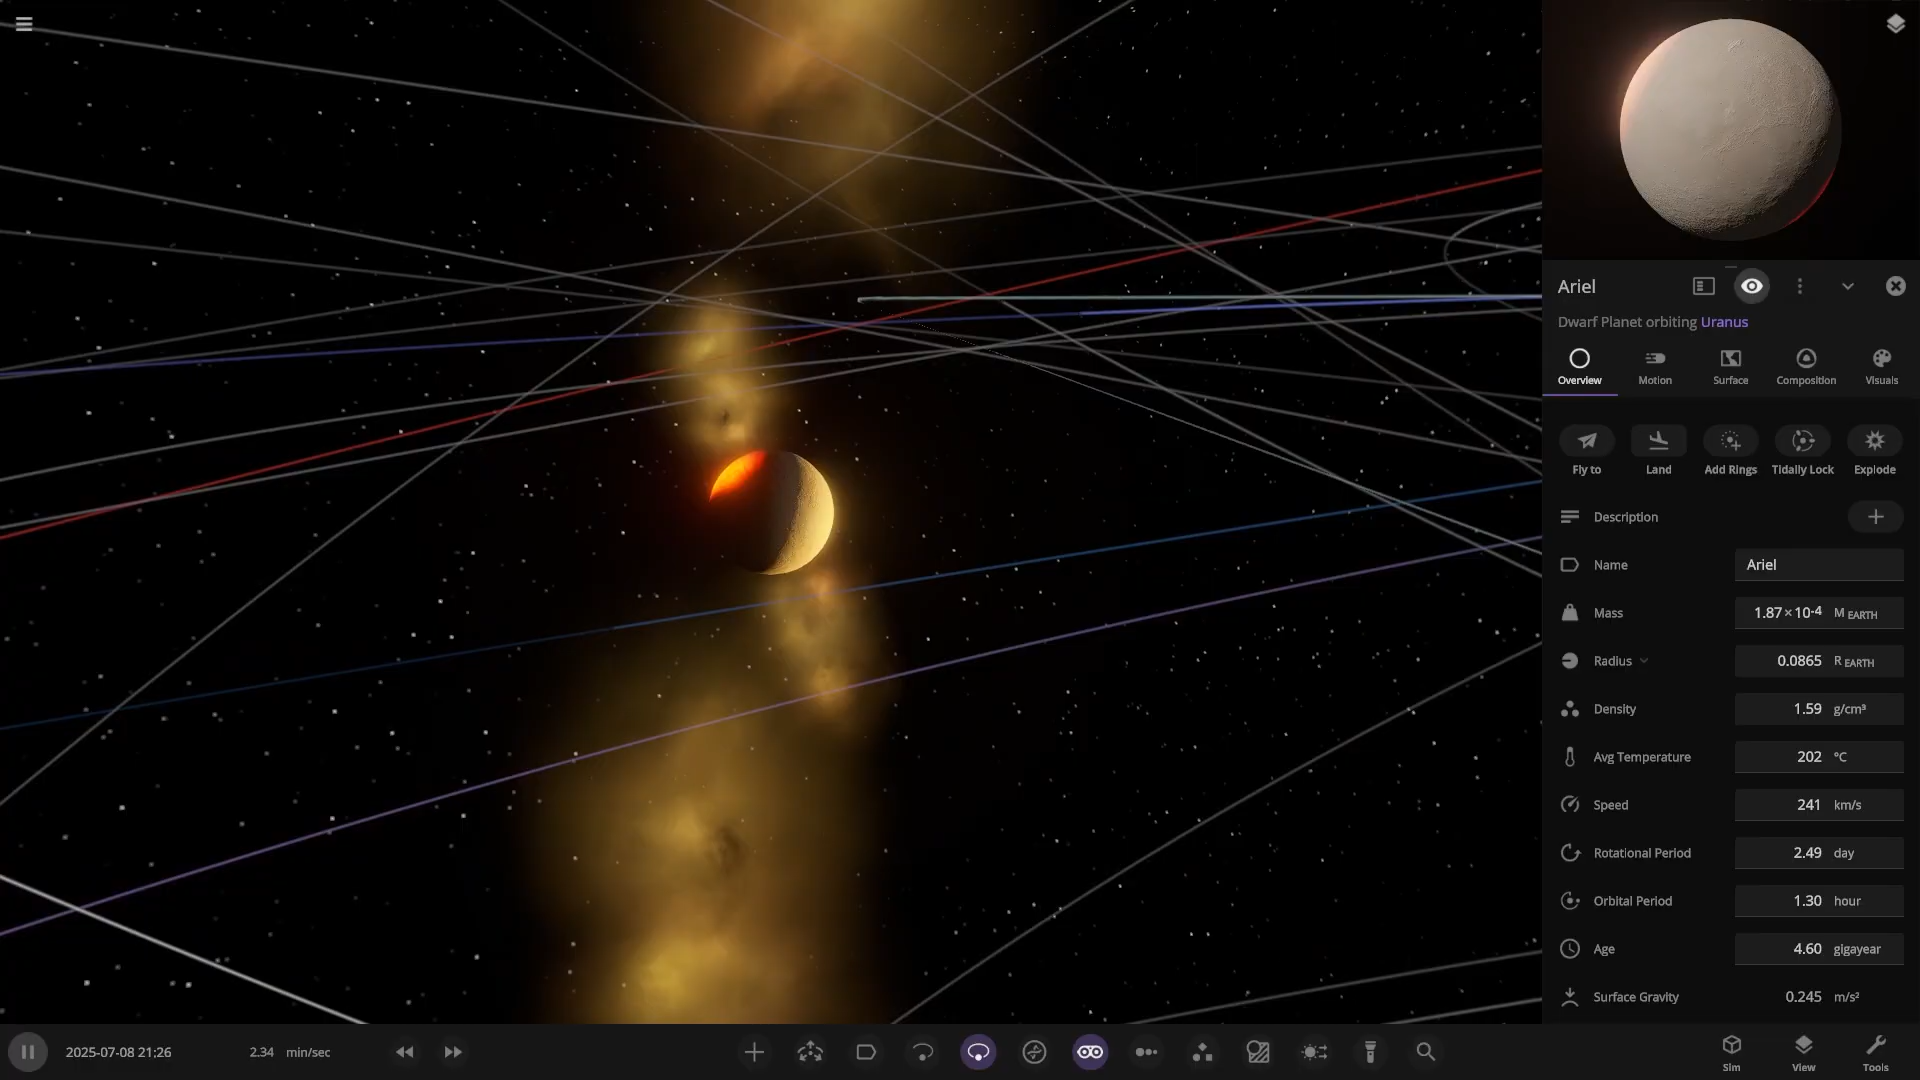 Ariel
Dwarf Planet orbiting Uranus
Overview Motion Surface Composition Visuals
Fly to Land Add Rings Tidally Lock Explode
Description
Name Ariel
Mass 1.87×10-4 M EARTH
Radius 0.0865 R EARTH
Density 1.59 g/cm³
Avg Temperature 202 °C
Speed 241 km/s
Rotational Period 2.49 day
Orbital Period 1.30 hour
Age 4.60 gigayear
Surface Gravity 0.245 m/s²
2025-07-08 21:26 2.34 min/sec
Sim View Tools